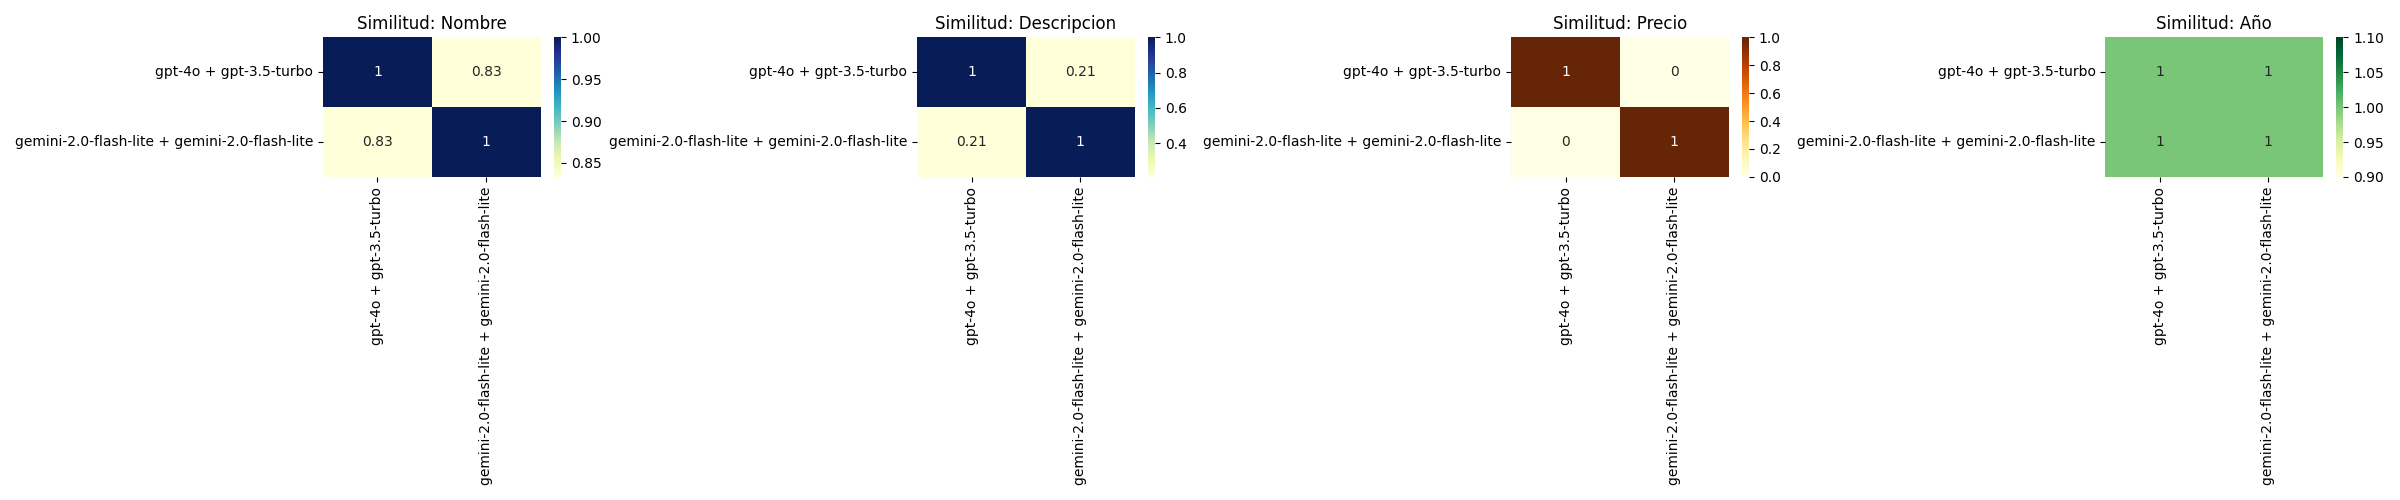 Similitud: Nombre
gpt-4o + gpt-3.5-turbo
1
0.83
gemini-2.0-flash-lite + gemini-2.0-flash-lite
0.83
1
1.00
0.95
0.90
0.85
gpt-4o + gpt-3.5-turbo
gemini-2.0-flash-lite + gemini-2.0-flash-lite
Similitud: Descripcion
gpt-4o + gpt-3.5-turbo
1
0.21
gemini-2.0-flash-lite + gemini-2.0-flash-lite
0.21
1
1.0
0.8
0.6
0.4
gpt-4o + gpt-3.5-turbo
gemini-2.0-flash-lite + gemini-2.0-flash-lite
Similitud: Precio
gpt-4o + gpt-3.5-turbo
1
0
gemini-2.0-flash-lite + gemini-2.0-flash-lite
0
1
1.0
0.8
0.6
0.4
0.2
0.0
gpt-4o + gpt-3.5-turbo
gemini-2.0-flash-lite + gemini-2.0-flash-lite
Similitud: Año
gpt-4o + gpt-3.5-turbo
1
1
gemini-2.0-flash-lite + gemini-2.0-flash-lite
1
1
1.10
1.05
1.00
0.95
0.90
gpt-4o + gpt-3.5-turbo
gemini-2.0-flash-lite + gemini-2.0-flash-lite